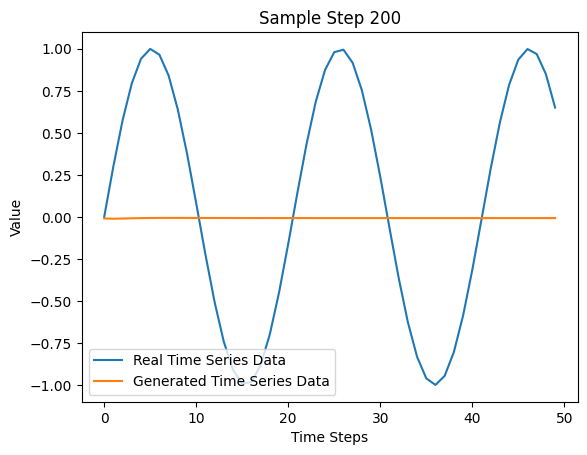 Sample Step 200
1.00
0.75
0.50
0.25
0.00
−0.25
−0.50
−0.75
−1.00
Value
Real Time Series Data
Generated Time Series Data
0 10 20 30 40 50
Time Steps